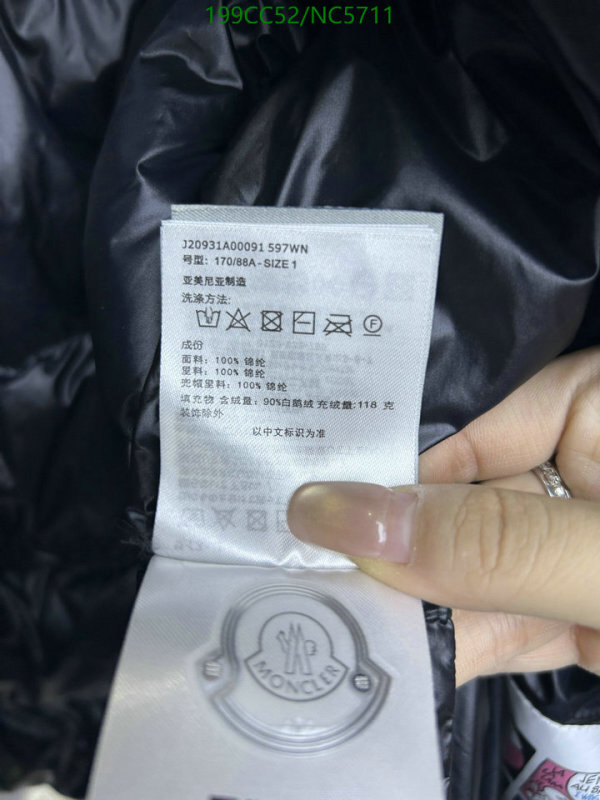 199CC52/NC5711
J20931A00091 597WN
号型: 170/88A-SIZE 1
亚美尼亚制造
洗涤方法:
F
成份
面料: 100% 锦纶
里料: 100% 锦纶
兜帽里料: 100% 锦纶
填充物 含绒量: 90%白鹅绒 充绒量:118 克
装饰除外
以中文标识为准
MONCLER